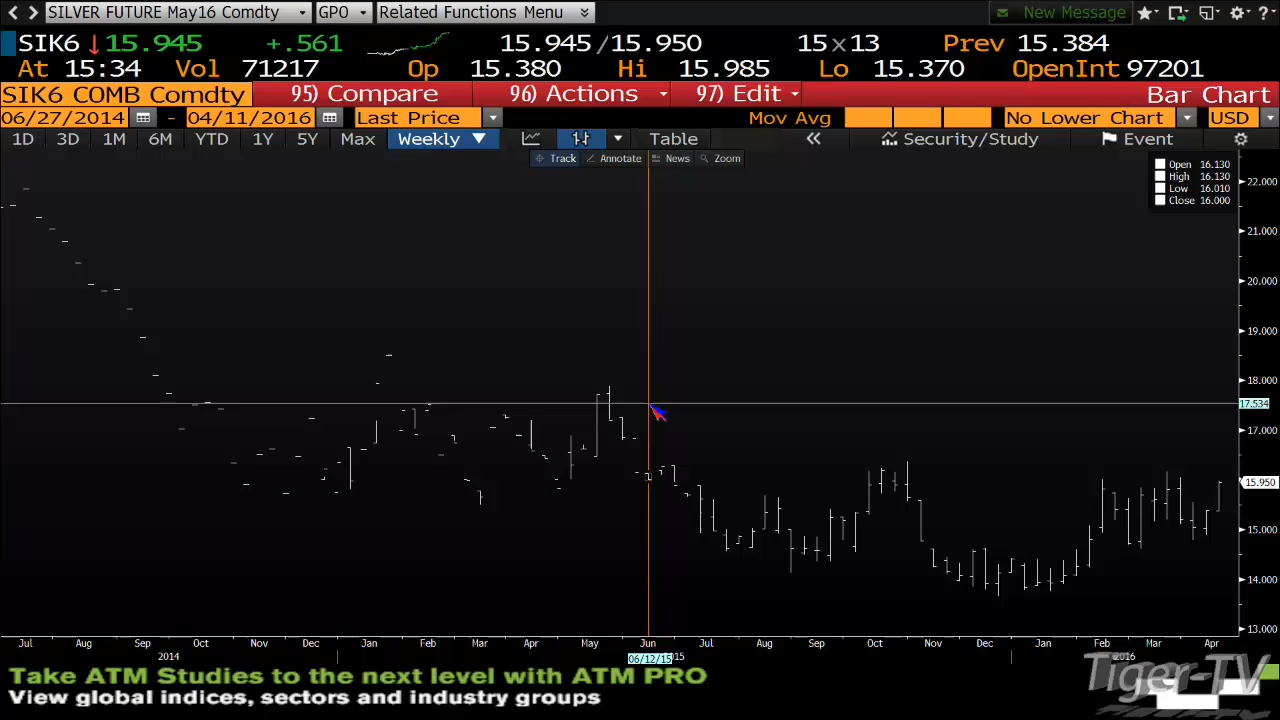 SILVER FUTURE May16 Comdty GPO Related Functions Menu New Message
SIK6 15.945 +.561 15.945/15.950 15x13 Prev 15.384
At 15:34 Vol 71217 Op 15.380 Hi 15.985 Lo 15.370 OpenInt 97201
SIK6 COMB Comdty 95) Compare 96) Actions 97) Edit Bar Chart
06/27/2014 - 04/11/2016 Last Price Mov Avg No Lower Chart USD
1D 3D 1M 6M YTD 1Y 5Y Max Weekly Table Security/Study Event
Track Annotate News Zoom
Open 16.130
High 16.130
Low 16.010
Close 16.000
22.000
21.000
20.000
19.000
18.000
17.534
17.000
15.950
15.000
14.000
13.000
Jul Aug Sep Oct Nov Dec Jan Feb Mar Apr May Jun Jul Aug Sep Oct Nov Dec Jan Feb Mar Apr
2014 06/12/15 015 2016
Take ATM Studies to the next level with ATM PRO
View global indices, sectors and industry groups
Tiger-TV